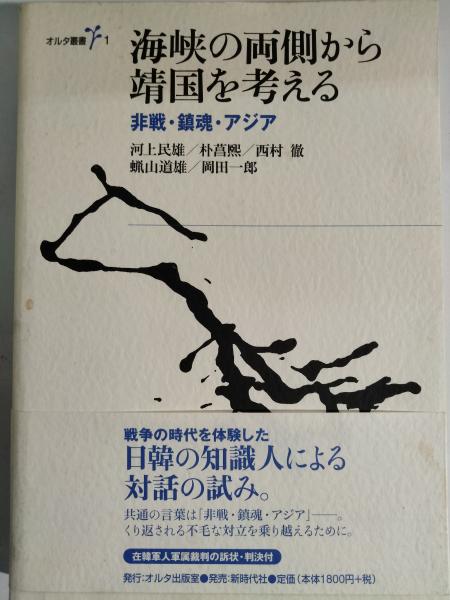 オルタ叢書 1
海峡の両側から
靖国を考える
非戦・鎮魂・アジア
河上民雄／朴菖熙／西村 徹
蝋山道雄／岡田一郎
戦争の時代を体験した
日韓の知識人による
対話の試み。
共通の言葉は「非戦・鎮魂・アジア」──。
くり返される不毛な対立を乗り越えるために。
在韓軍人軍属裁判の訴状・判決付
発行:オルタ出版室●発売:新時代社●定価(本体1800円+税)